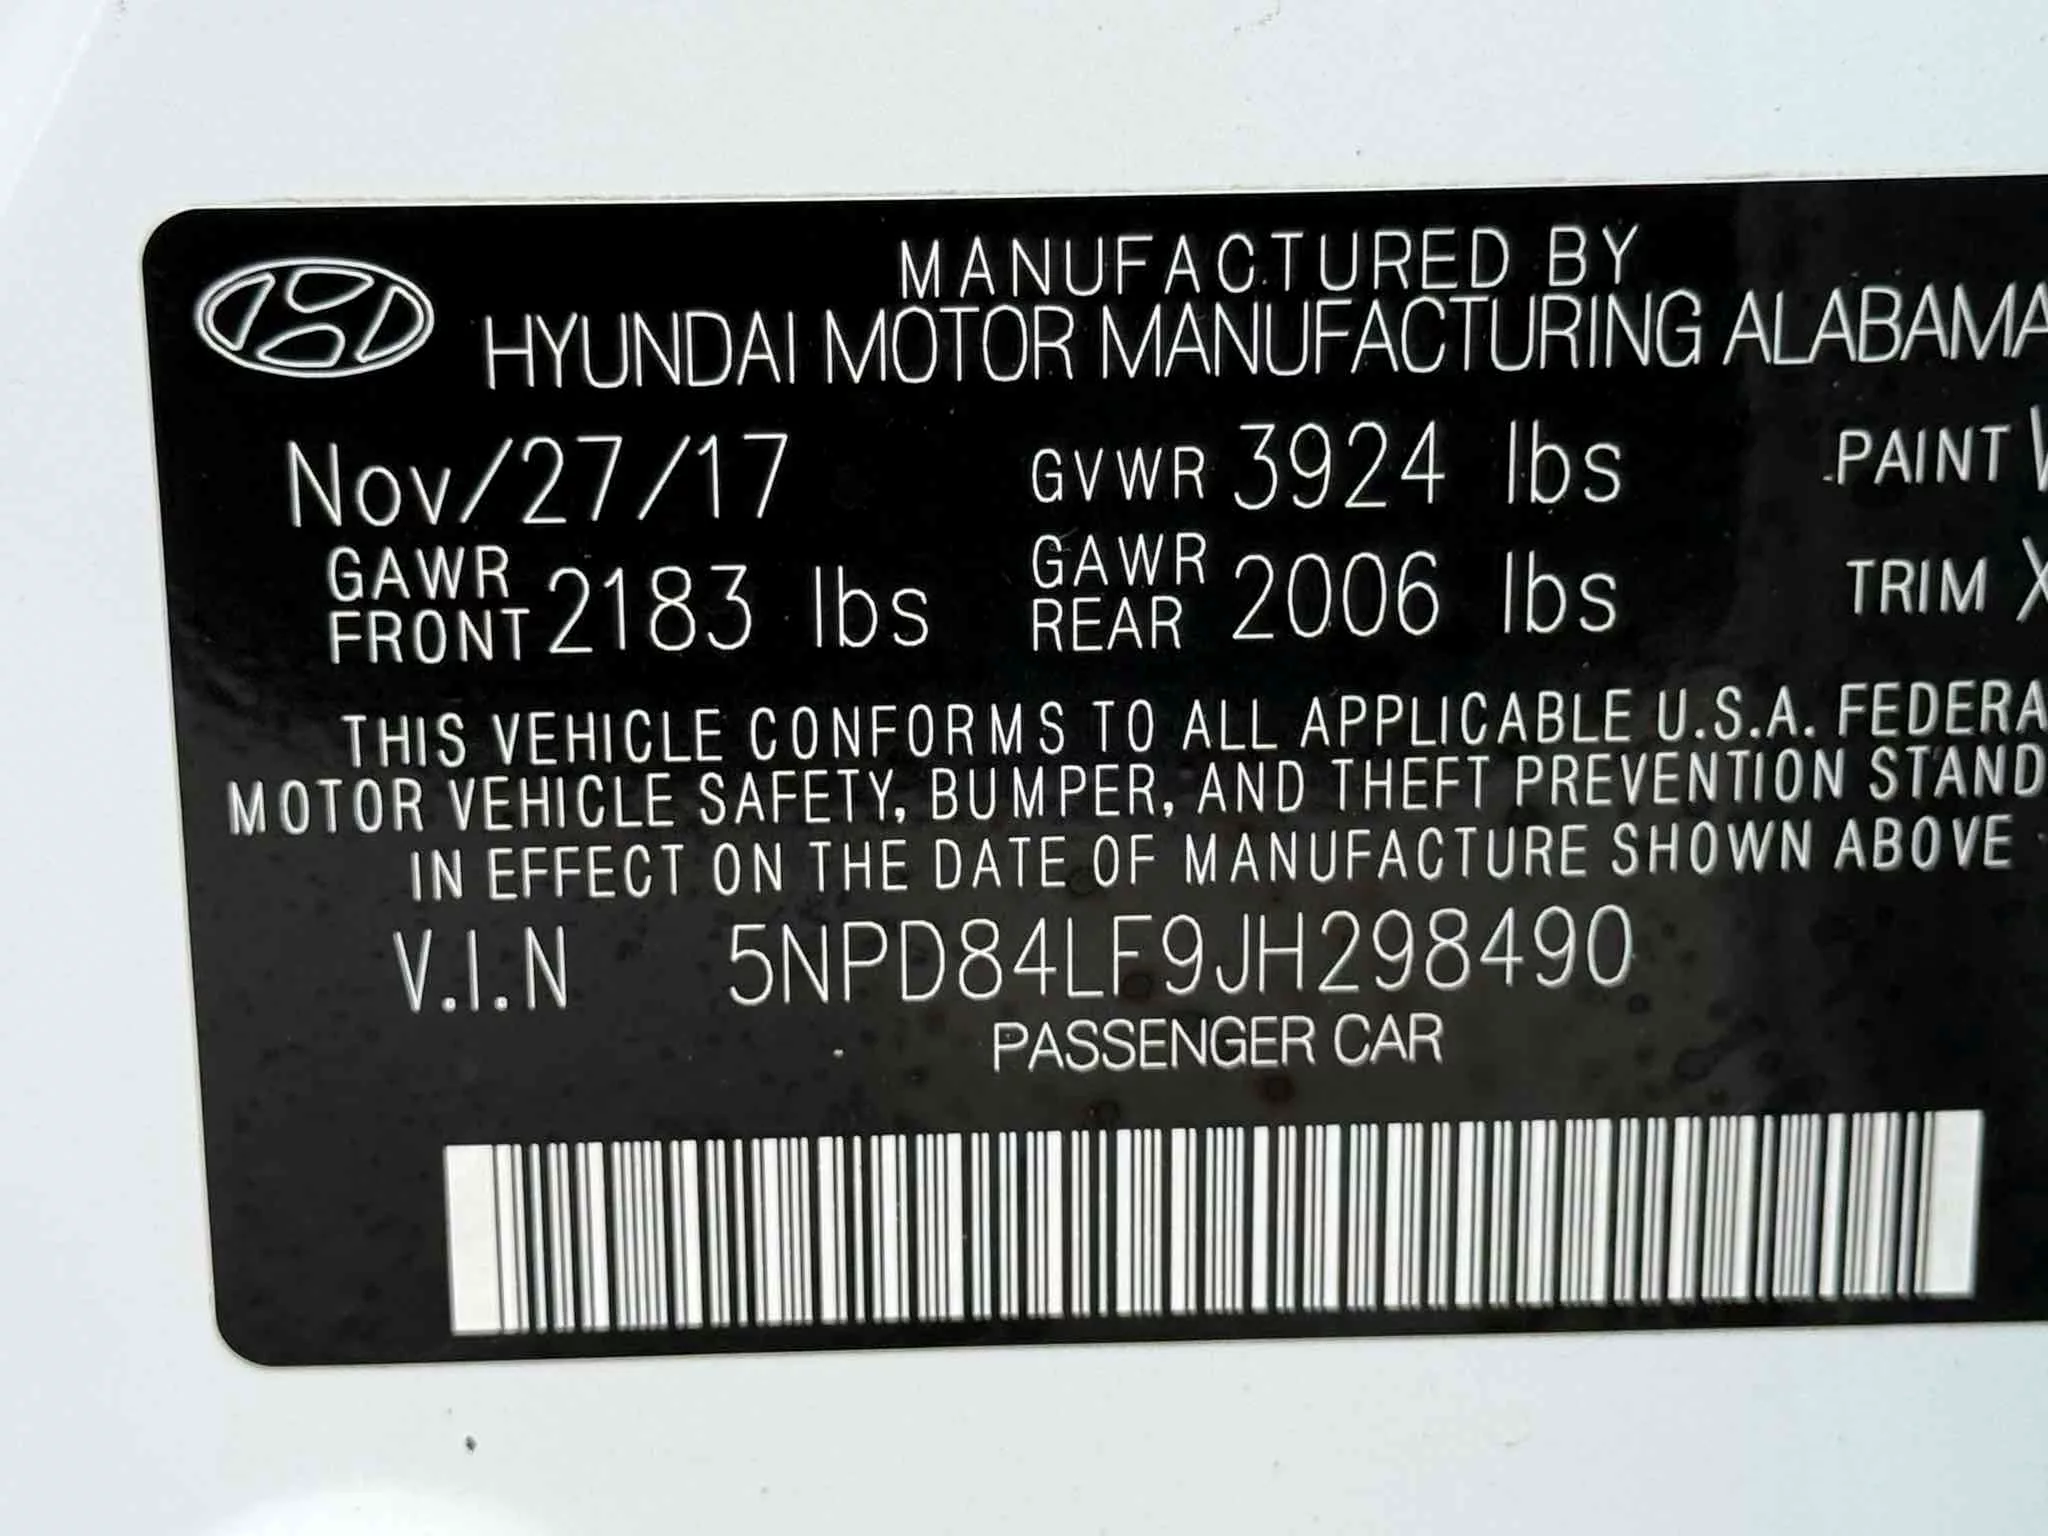 MANUFACTURED BY
HYUNDAI MOTOR MANUFACTURING ALABAMA
Nov/27/17 GVWR 3924 lbs PAINT
GAWR FRONT 2183 lbs GAWR REAR 2006 lbs TRIM X
THIS VEHICLE CONFORMS TO ALL APPLICABLE U.S.A. FEDERA
MOTOR VEHICLE SAFETY, BUMPER, AND THEFT PREVENTION STAND
IN EFFECT ON THE DATE OF MANUFACTURE SHOWN ABOVE
V.I.N 5NPD84LF9JH298490
PASSENGER CAR